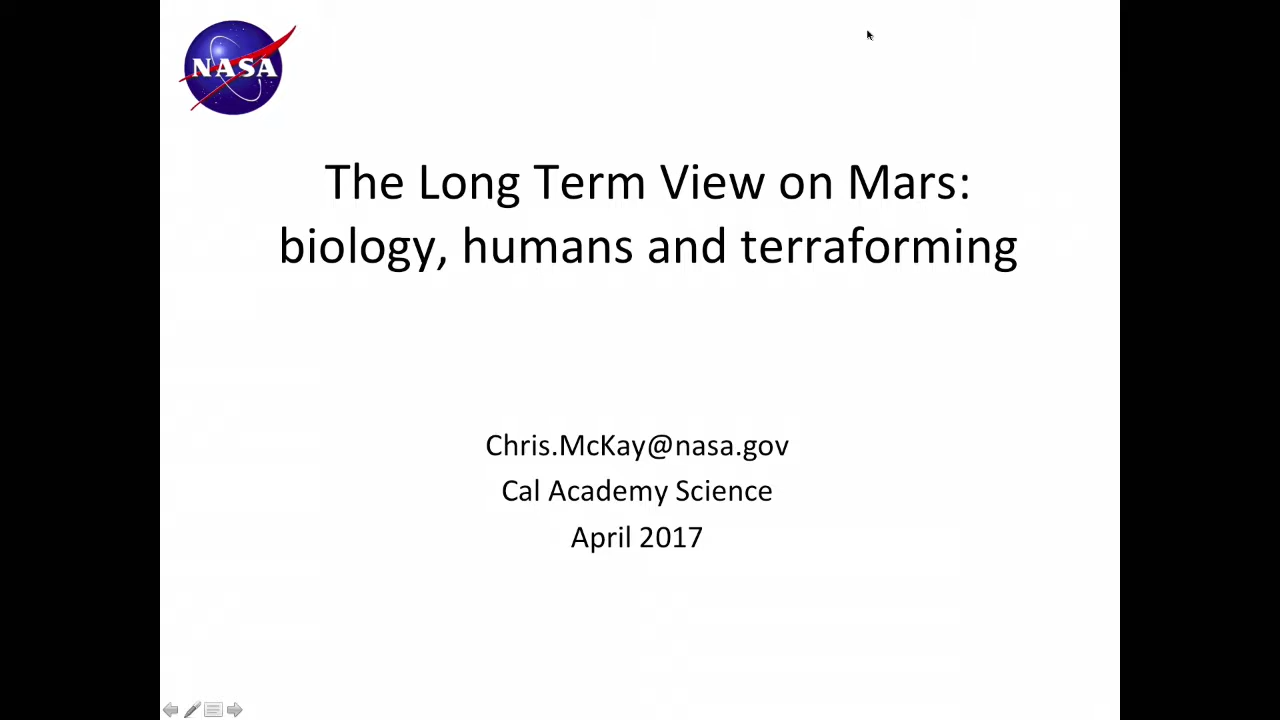 NASA
The Long Term View on Mars:
biology, humans and terraforming
Chris.McKay@nasa.gov
Cal Academy Science
April 2017